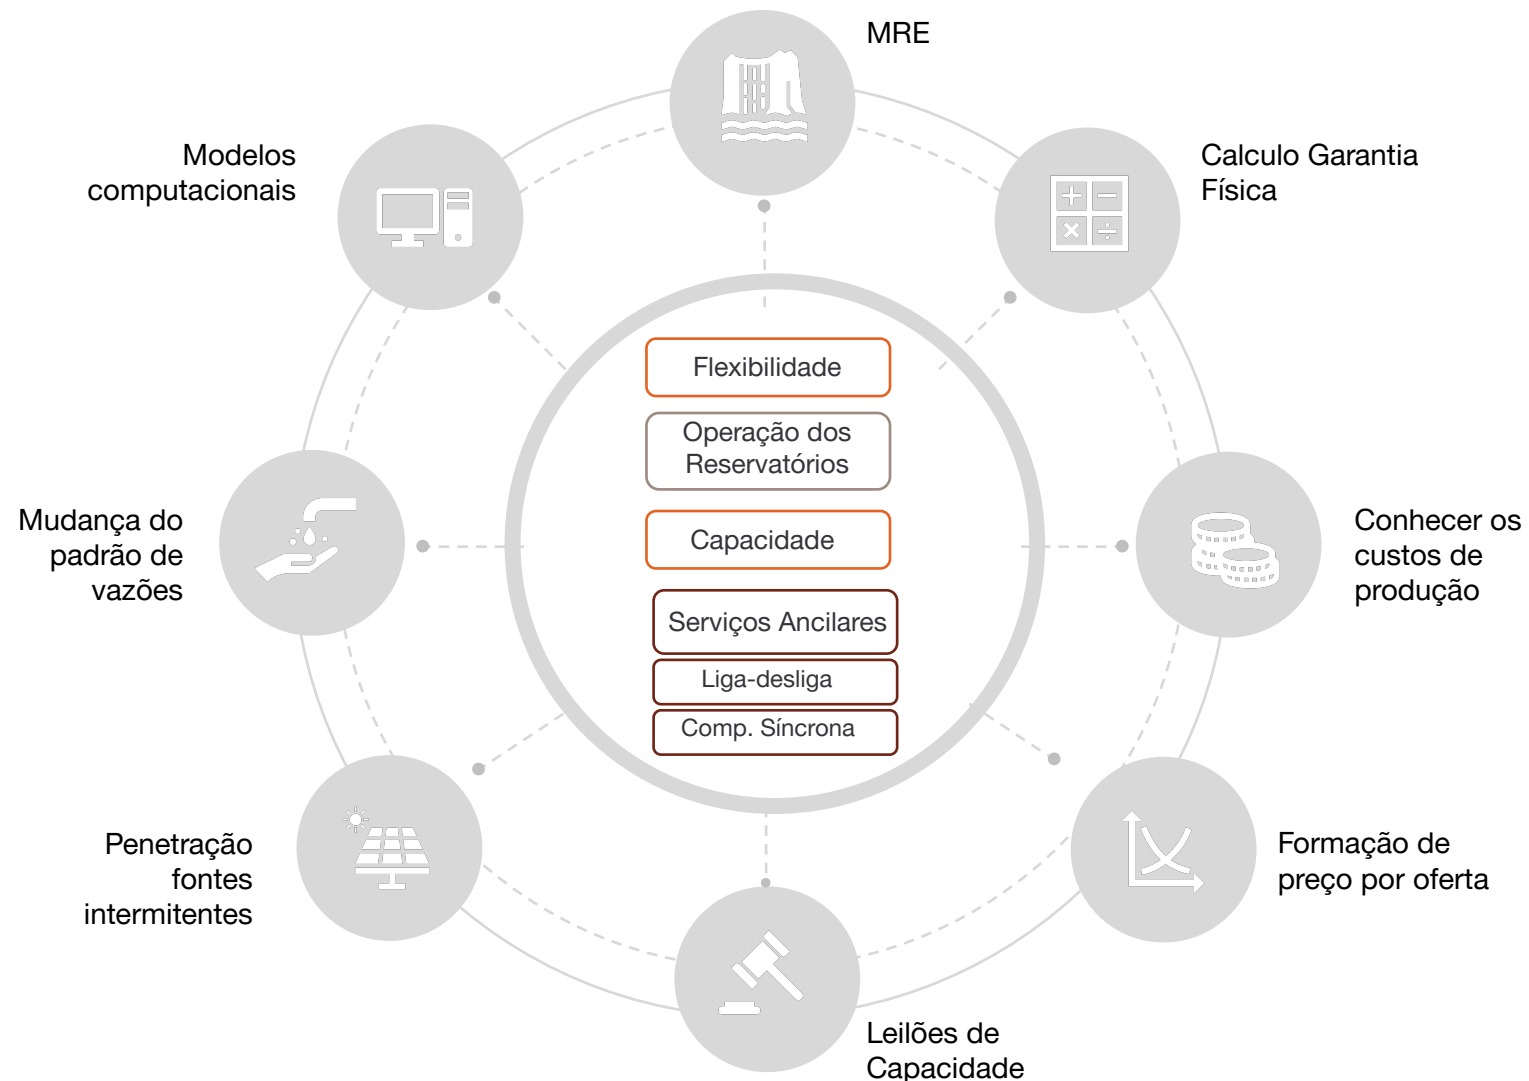 MRE
Modelos
computacionais
Calculo Garantia
Física
Flexibilidade
Operação dos
Reservatórios
Capacidade
Serviços Ancilares
Liga-desliga
Comp. Síncrona
Mudança do
padrão de
vazões
Conhecer os
custos de
produção
Penetração
fontes
intermitentes
Formação de
preço por oferta
Leilões de
Capacidade